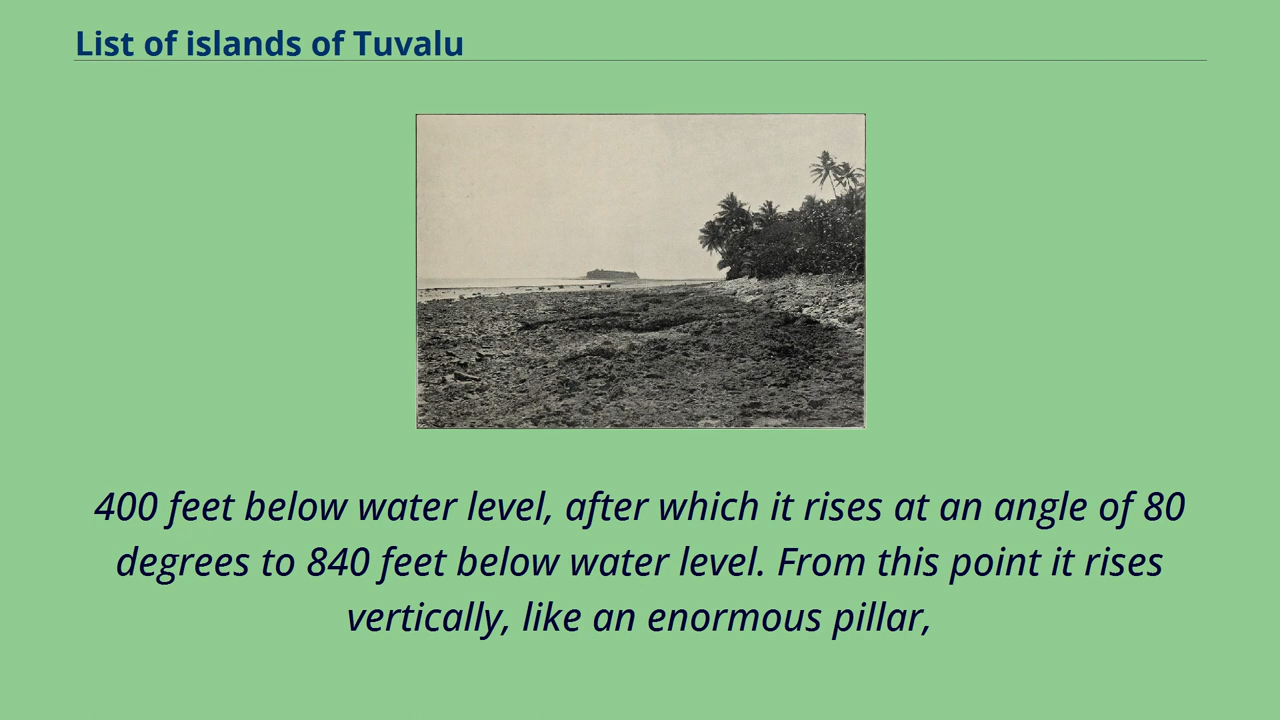 List of islands of Tuvalu
400 feet below water level, after which it rises at an angle of 80
degrees to 840 feet below water level. From this point it rises
vertically, like an enormous pillar,